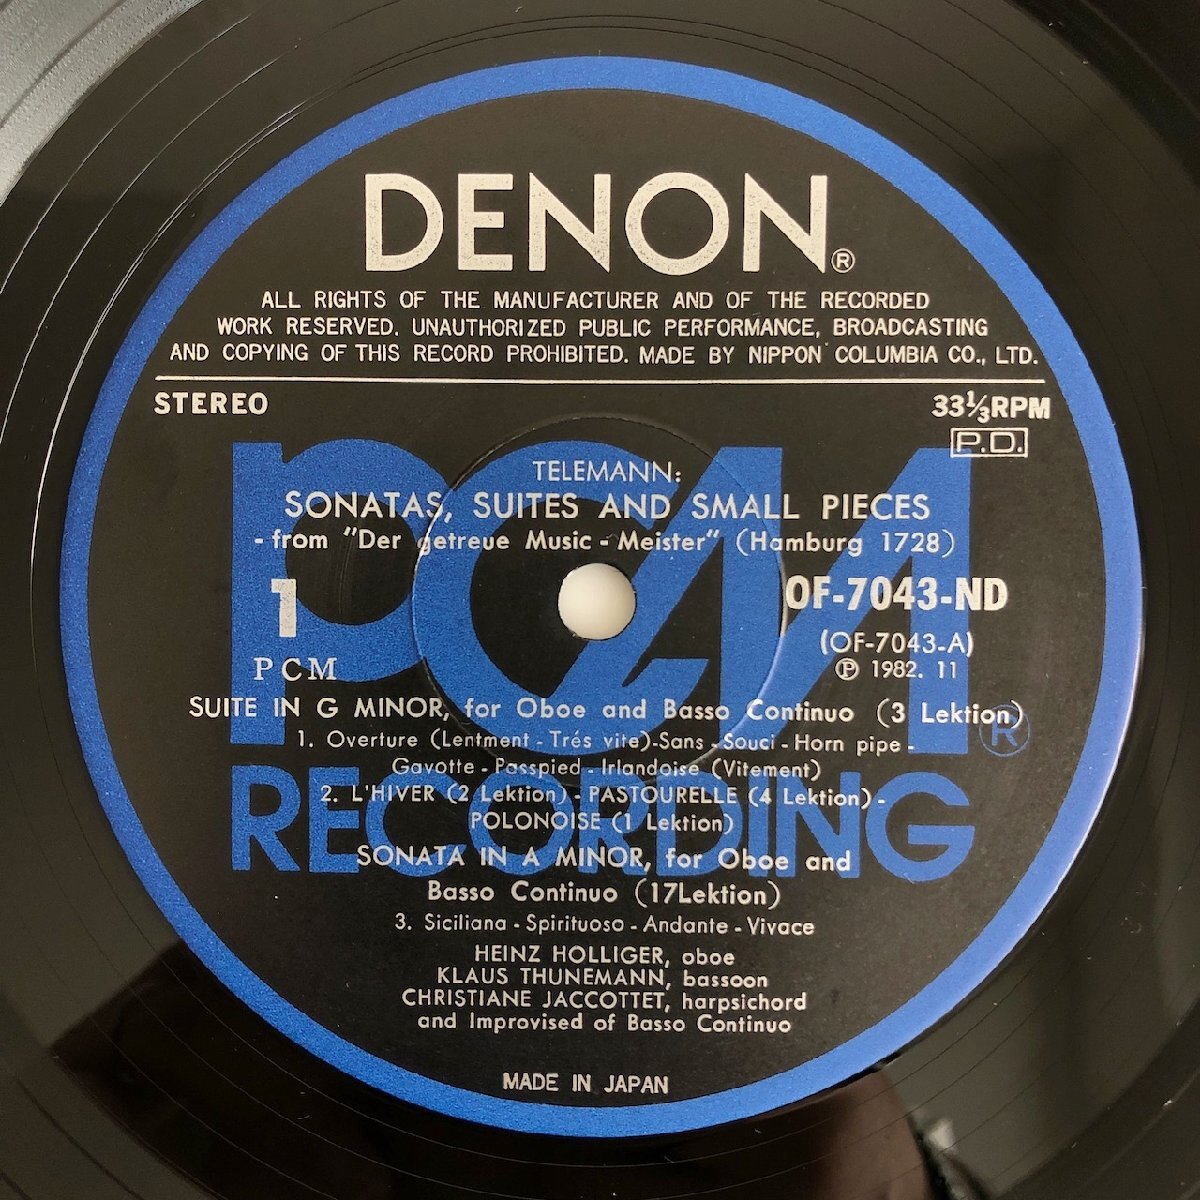 DENON®
ALL RIGHTS OF THE MANUFACTURER AND OF THE RECORDED
WORK RESERVED. UNAUTHORIZED PUBLIC PERFORMANCE, BROADCASTING
AND COPYING OF THIS RECORD PROHIBITED. MADE BY NIPPON COLUMBIA CO., LTD.
STEREO
33⅓RPM
P.D.
TELEMANN:
SONATAS, SUITES AND SMALL PIECES
- from "Der getreue Music - Meister" (Hamburg 1728)
1
OF-7043-ND
(OF-7043-A)
PCM
℗ 1982. 11
PCM®
RECORDING
SUITE IN G MINOR, for Oboe and Basso Continuo (3 Lektion)
1. Overture (Lentment - Trés vite)-Sans - Souci - Horn pipe -
Gavotte - Passpied - Irlandoise (Vitement)
2. L'HIVER (2 Lektion) - PASTOURELLE (4 Lektion) -
POLONOISE (1 Lektion)
SONATA IN A MINOR, for Oboe and
Basso Continuo (17Lektion)
3. Siciliana - Spirituoso - Andante - Vivace
HEINZ HOLLIGER, oboe
KLAUS THUNEMANN, bassoon
CHRISTIANE JACCOTTET, harpsichord
and Improvised of Basso Continuo
MADE IN JAPAN